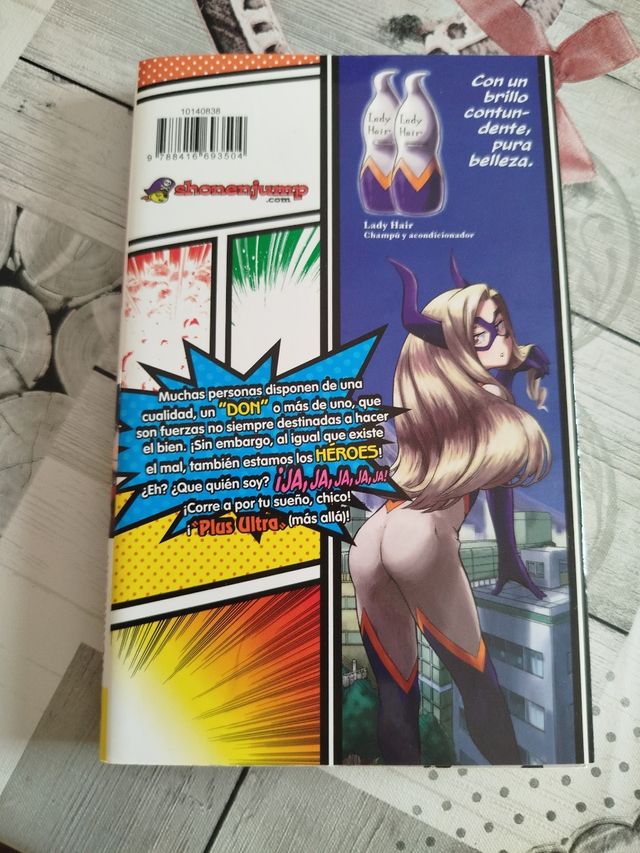 10140838
9 788416 693504
shonenjump
.com
Con un
brillo
contun-
dente,
pura
belleza.
Lady
Hair
Lady
Hair
Lady Hair
Champú y acondicionador
Muchas personas disponen de una
cualidad, un "DON" o más de uno, que
son fuerzas no siempre destinadas a hacer
el bien. ¡Sin embargo, al igual que existe
el mal, también estamos los HÉROES!
¿Eh? ¿Que quién soy? ¡JA, JA, JA, JA, JA!
¡Corre a por tu sueño, chico!
¡"Plus Ultra" (más allá)!